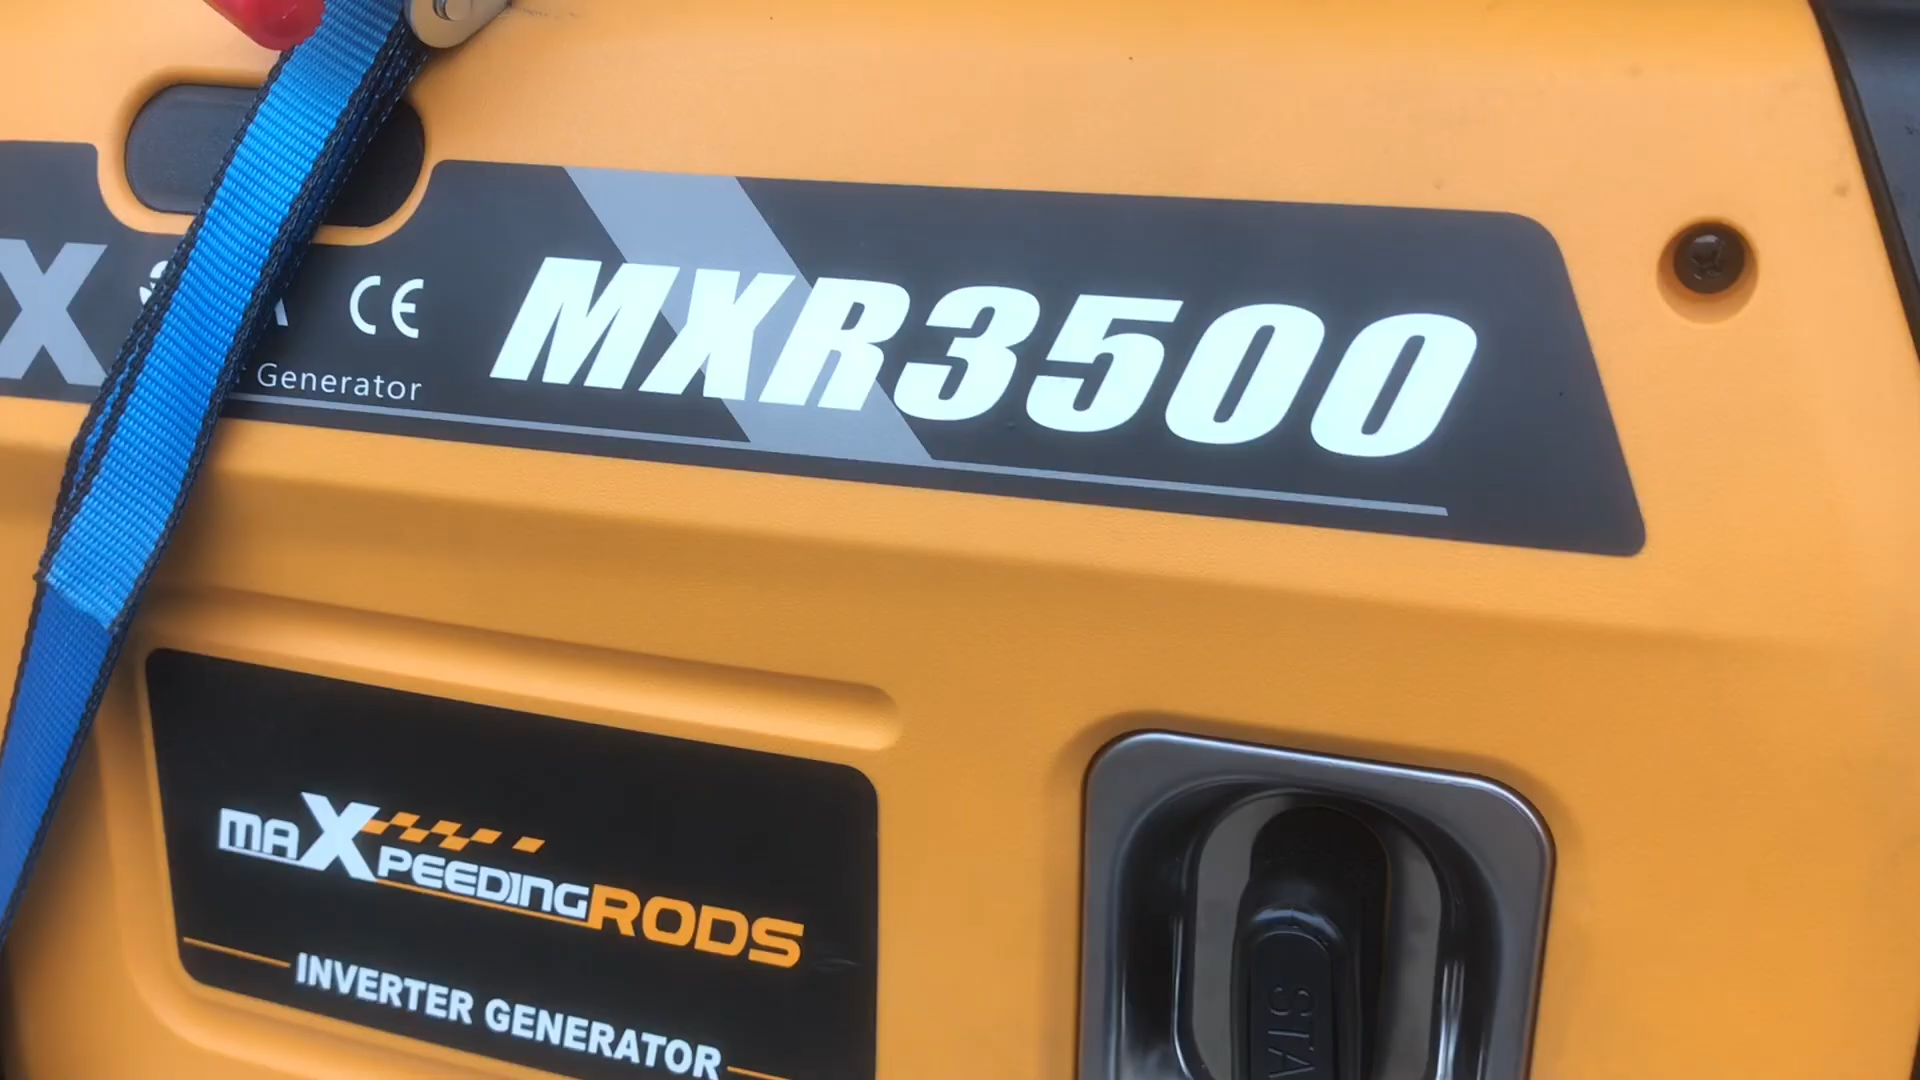 X
CE
Generator
MXR3500
maXPEEDINGRODS
INVERTER GENERATOR